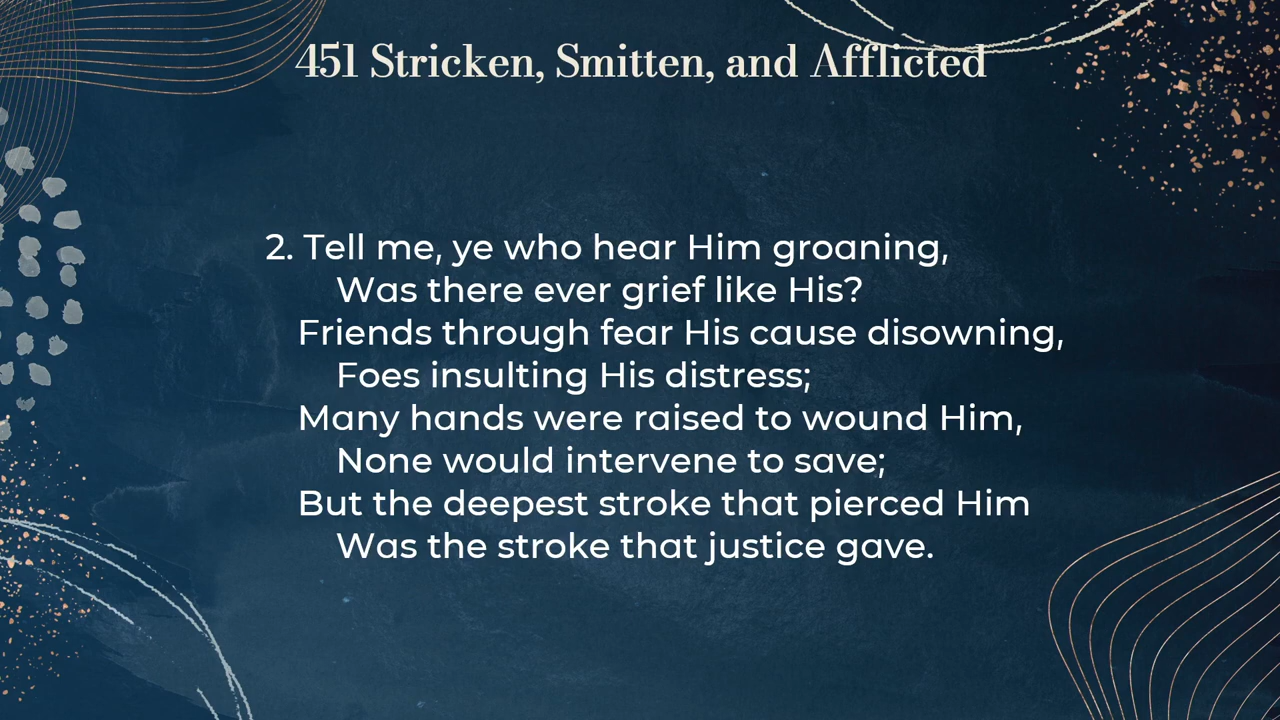 451 Stricken, Smitten, and Afflicted
2. Tell me, ye who hear Him groaning,
Was there ever grief like His?
Friends through fear His cause disowning,
Foes insulting His distress;
Many hands were raised to wound Him,
None would intervene to save;
But the deepest stroke that pierced Him
Was the stroke that justice gave.